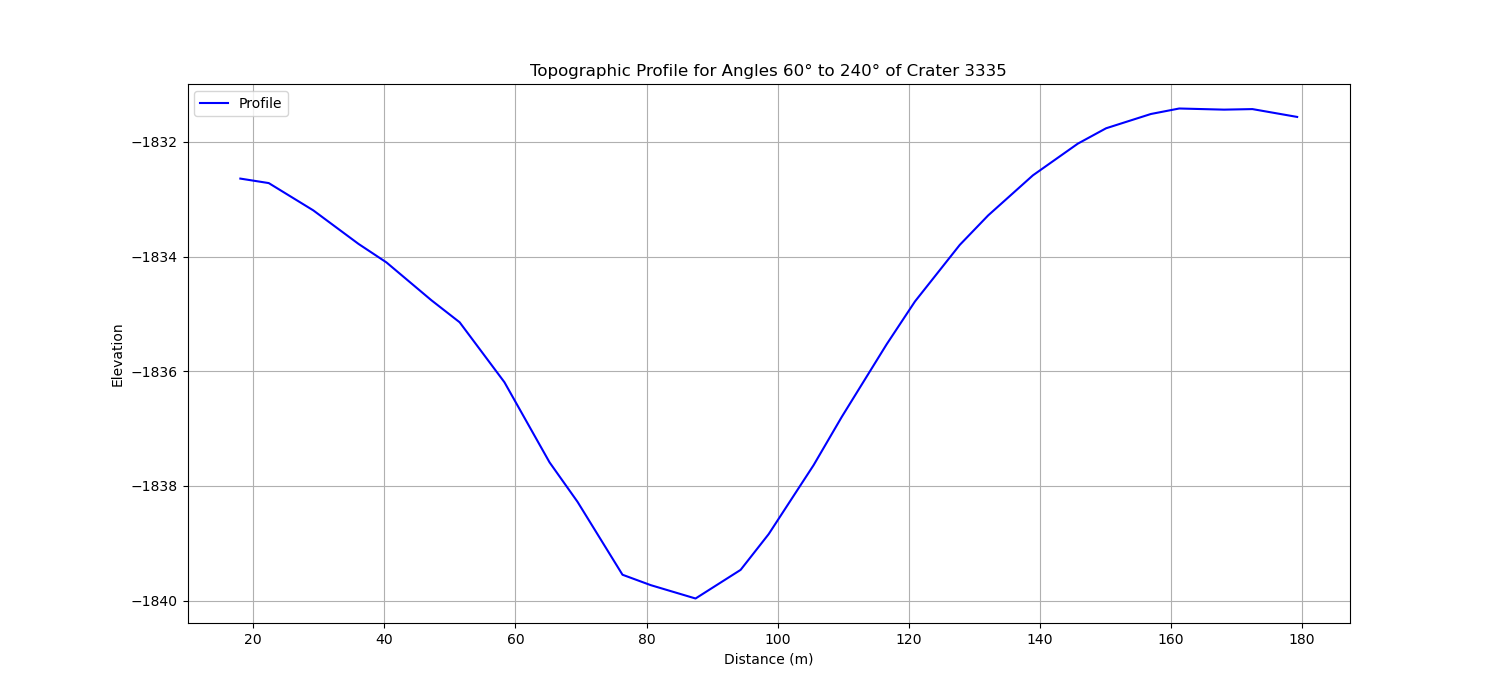 Topographic Profile for Angles 60° to 240° of Crater 3335
Profile
−1832
−1834
−1836
−1838
−1840
Elevation
20 40 60 80 100 120 140 160 180
Distance (m)